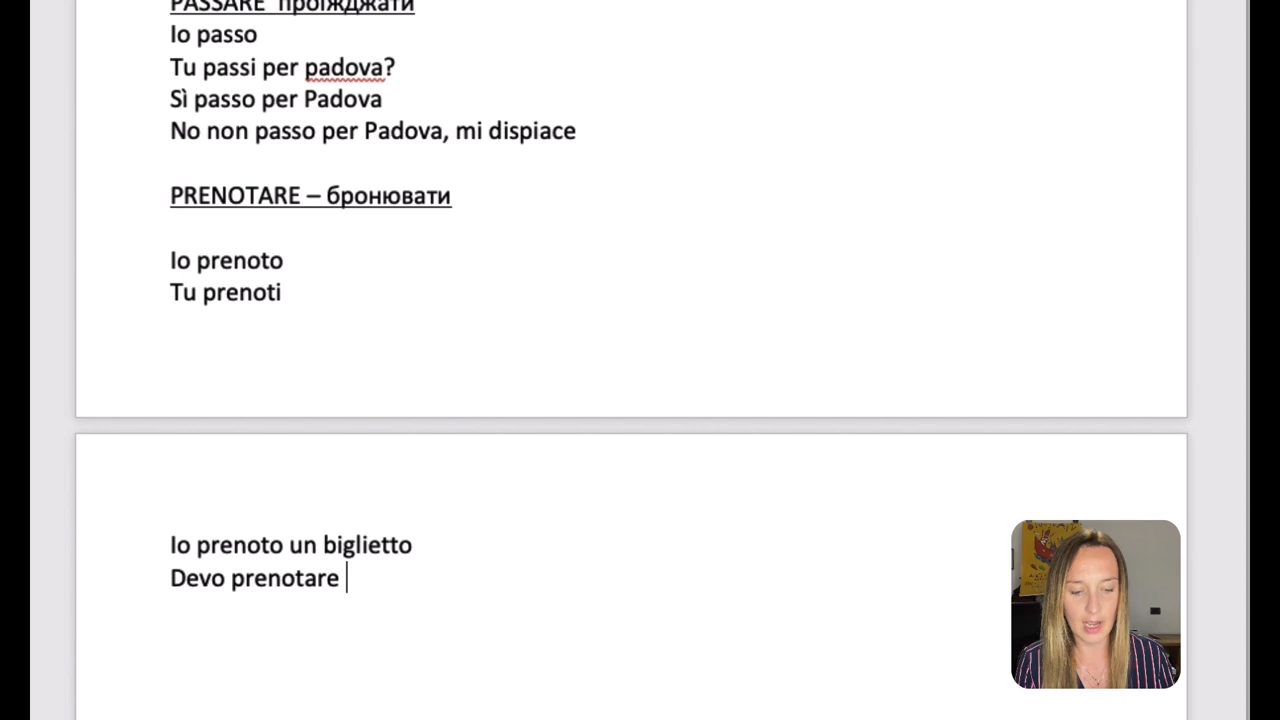 PASSARE проїжджати
Io passo
Tu passi per padova?
Sì passo per Padova
No non passo per Padova, mi dispiace
PRENOTARE – бронювати
Io prenoto
Tu prenoti
Io prenoto un biglietto
Devo prenotare